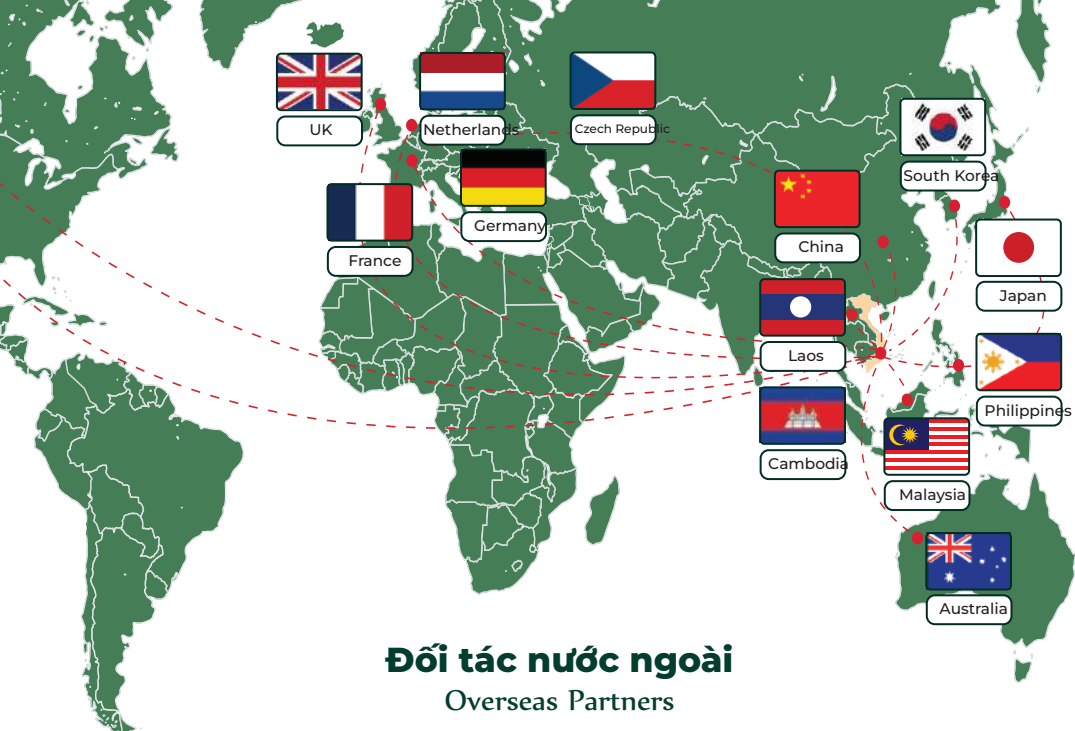 UK
Netherlands
Czech Republic
South Korea
Germany
France
China
Japan
Laos
Philippines
Cambodia
Malaysia
Australia
Đối tác nước ngoài
Overseas Partners